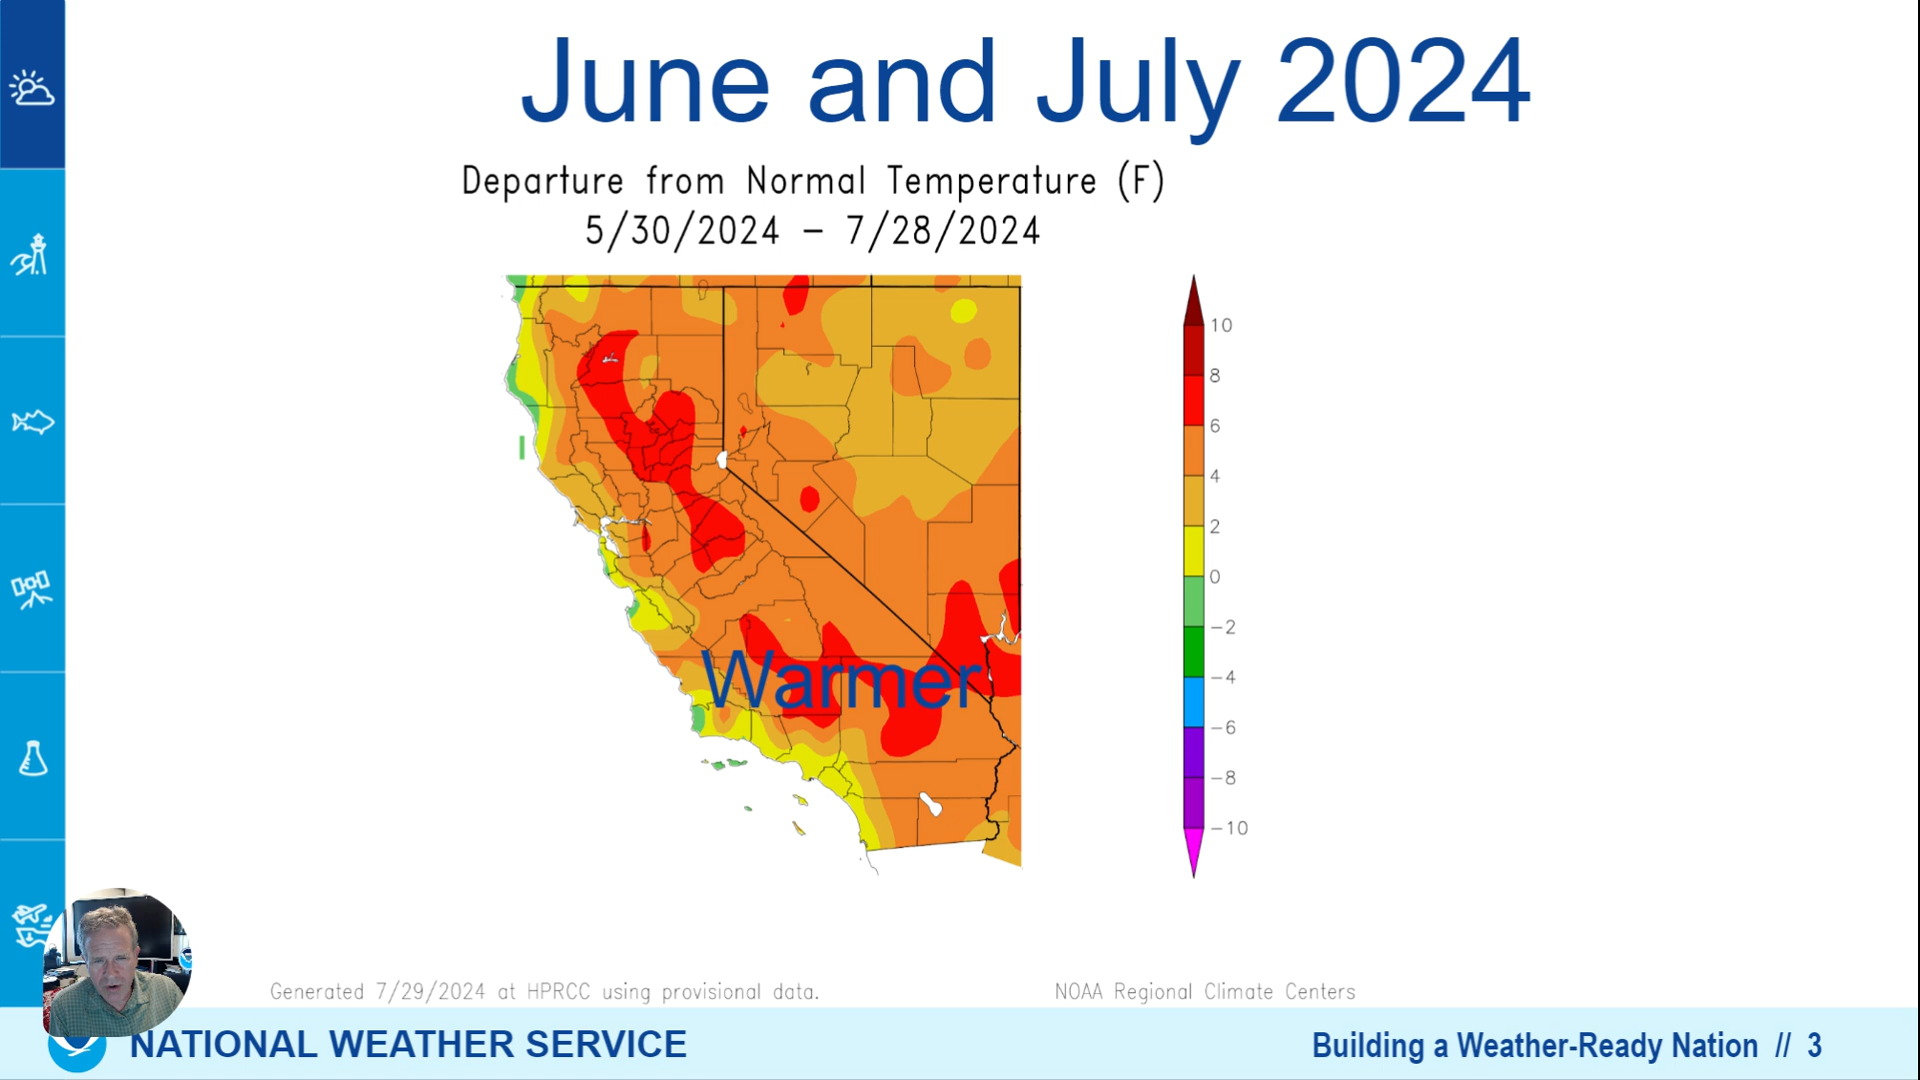 June and July 2024
Departure from Normal Temperature (F)
5/30/2024 – 7/28/2024
10
8
6
4
2
0
−2
−4
−6
−8
−10
Warmer
Generated 7/29/2024 at HPRCC using provisional data.
NOAA Regional Climate Centers
NATIONAL WEATHER SERVICE
Building a Weather-Ready Nation // 3